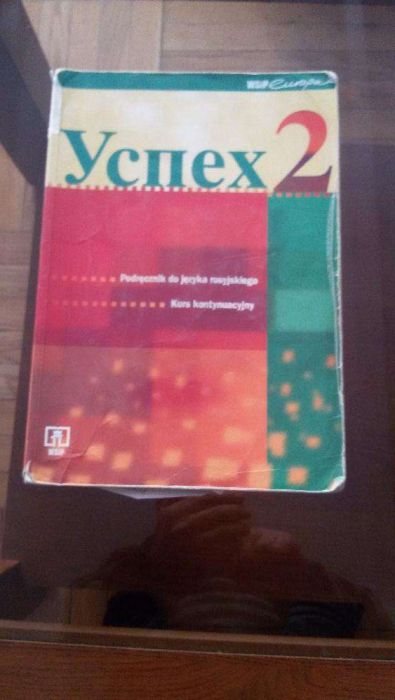 WSiP Europa
Успех 2
Podręcznik do języka rosyjskiego
Kurs kontynuacyjny
WSiP